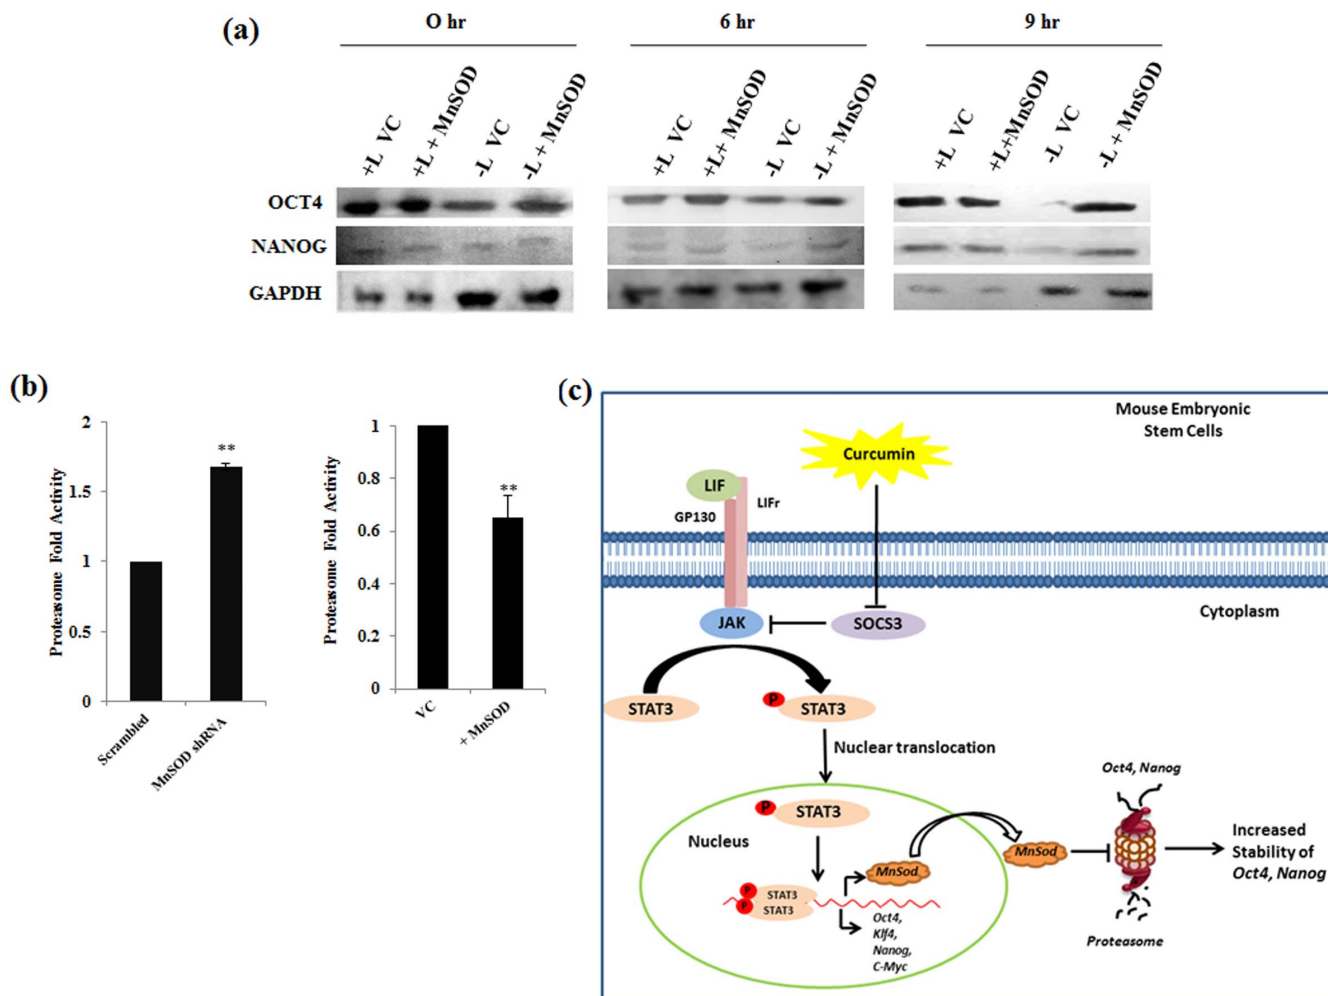 (a)
O hr
6 hr
9 hr
+L VC
+L + MnSOD
-L VC
-L + MnSOD
+L VC
+L+ MnSOD
-L VC
-L + MnSOD
+L VC
+L+MnSOD
-L VC
-L + MnSOD
OCT4
NANOG
GAPDH
(b)
Proteasome Fold Activity
2
1.5
1
0.5
0
**
Scrambled
MnSOD shRNA
Proteasome Fold Activity
1
0.8
0.6
0.4
0.2
0
**
VC
+ MnSOD
(c)
Mouse Embryonic
Stem Cells
Curcumin
LIF
LIFr
GP130
JAK
SOCS3
Cytoplasm
STAT3
P
STAT3
Nuclear translocation
P
STAT3
Nucleus
MnSod
P
STAT3
P
STAT3
Oct4,
Klf4,
Nanog,
C-Myc
MnSod
Oct4, Nanog
Proteasome
Increased
Stability of
Oct4, Nanog